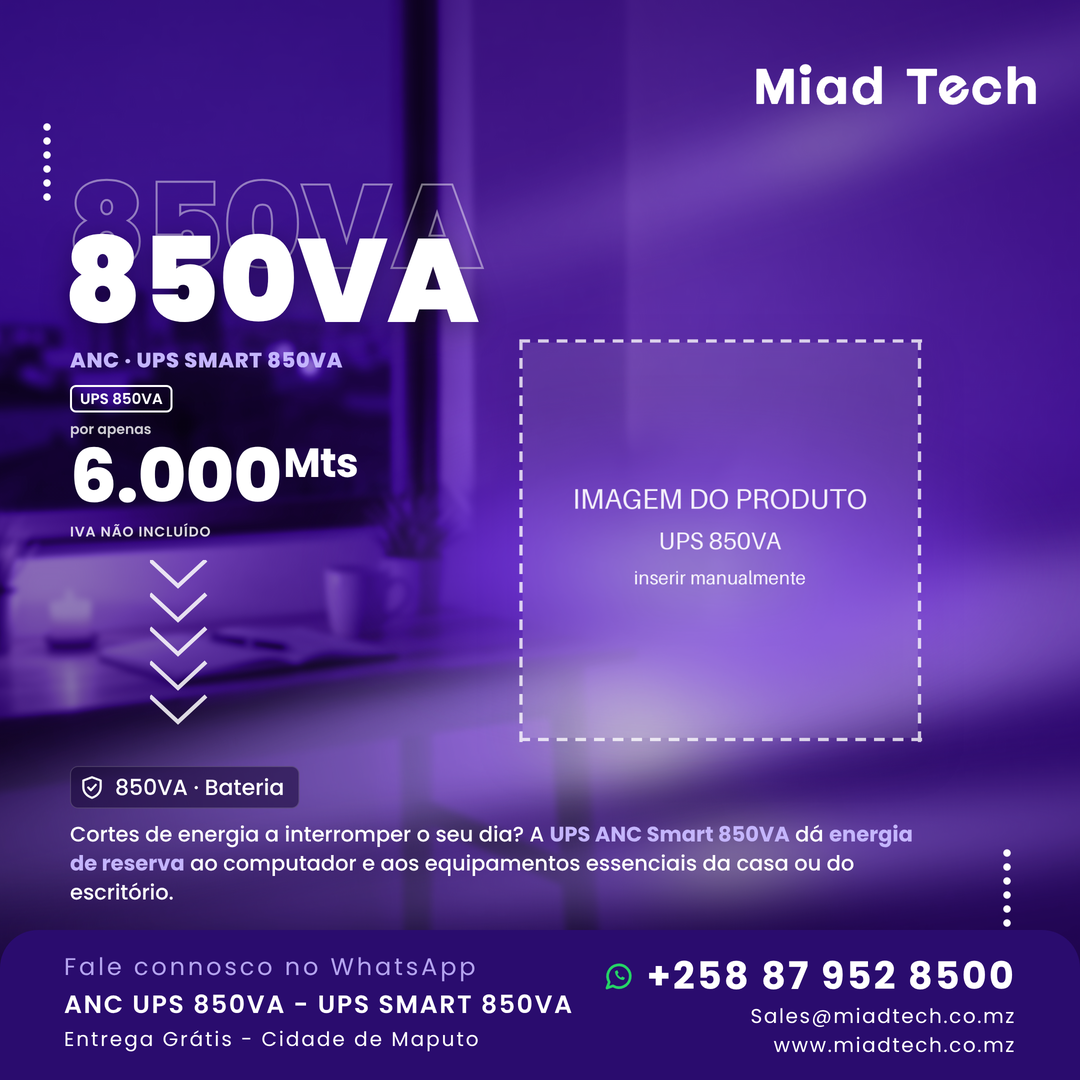 Miad Tech
850VA
850VA
ANC · UPS SMART 850VA
UPS 850VA
por apenas
6.000Mts
IVA NÃO INCLUÍDO
IMAGEM DO PRODUTO
UPS 850VA
inserir manualmente
850VA · Bateria
Cortes de energia a interromper o seu dia? A UPS ANC Smart 850VA dá energia
de reserva ao computador e aos equipamentos essenciais da casa ou do
escritório.
Fale connosco no WhatsApp
ANC UPS 850VA – UPS SMART 850VA
Entrega Grátis – Cidade de Maputo
+258 87 952 8500
Sales@miadtech.co.mz
www.miadtech.co.mz